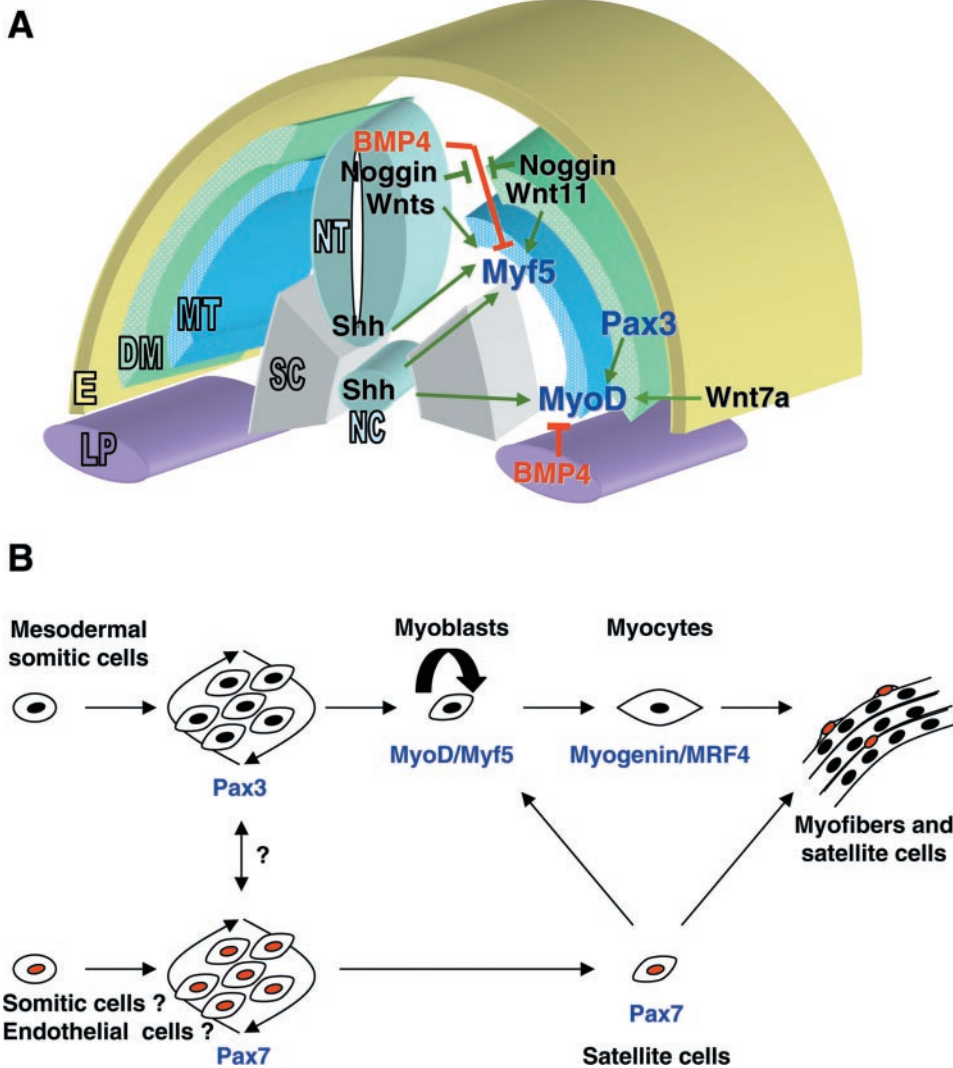 A
BMP4
Noggin
Noggin
Wnts
Wnt11
NT
Myf5
MT
Shh
Pax3
DM
SC
E
Shh
MyoD
Wnt7a
NC
LP
BMP4
B
Mesodermal
somitic cells
Myoblasts
Myocytes
MyoD/Myf5
Myogenin/MRF4
Pax3
Myofibers and
satellite cells
?
Somitic cells ?
Endothelial cells ?
Pax7
Pax7
Satellite cells